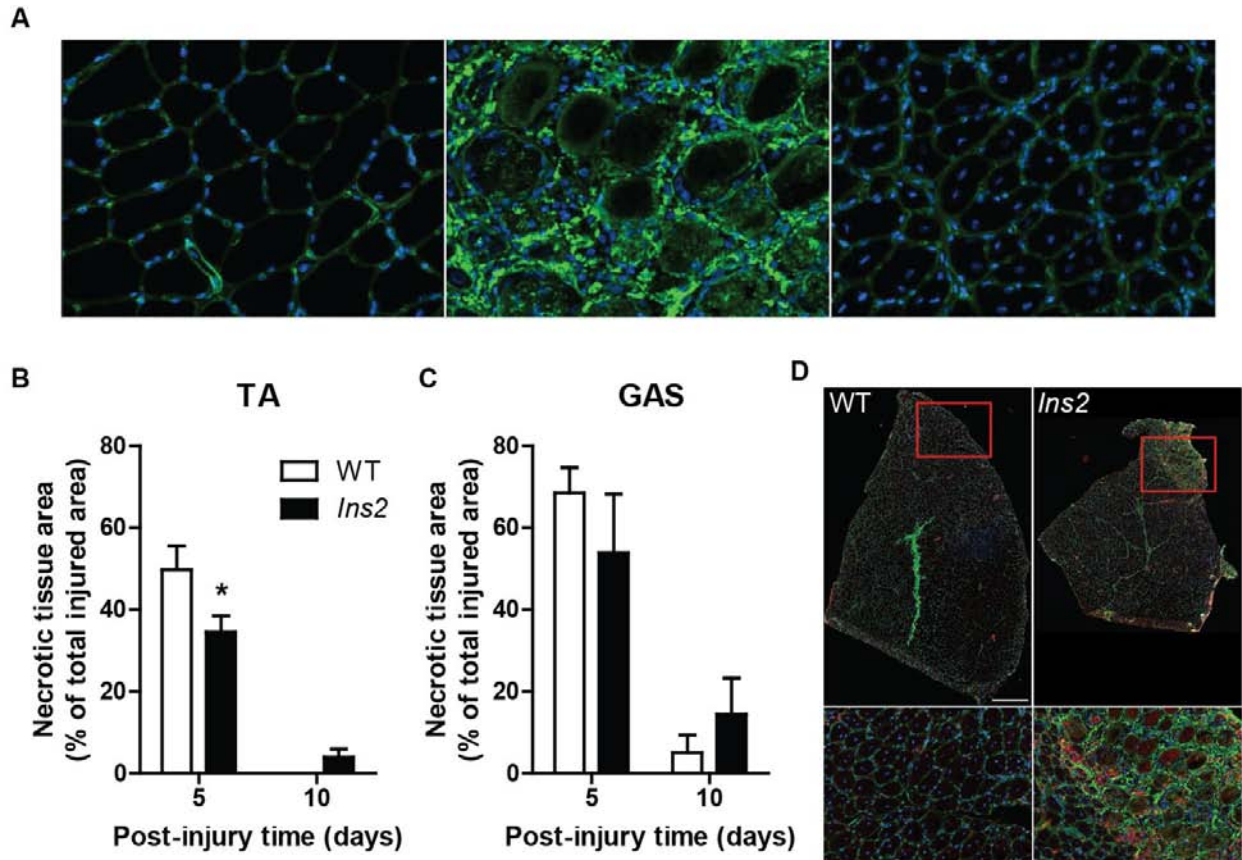 A
B
TA
Necrotic tissue area
(% of total injured area)
80
60
40
20
0
*
WT
Ins2
5
10
Post-injury time (days)
C
GAS
Necrotic tissue area
(% of total injured area)
80
60
40
20
0
5
10
Post-injury time (days)
D
WT
Ins2